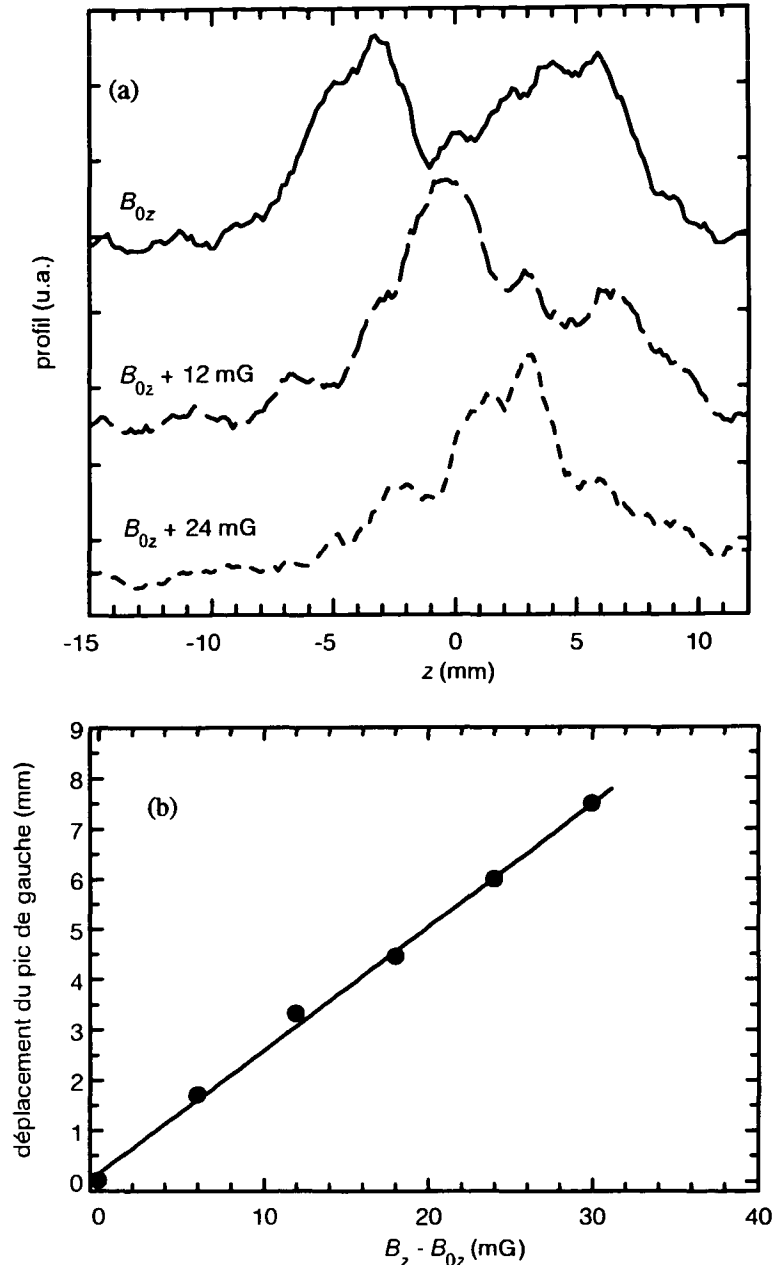 (a)
B0z
B0z + 12 mG
B0z + 24 mG
profil (u.a.)
-15 -10 -5 0 5 10
z (mm)
(b)
9
8
7
6
5
4
3
2
1
0
déplacement du pic de gauche (mm)
0 10 20 30 40
Bz - B0z (mG)